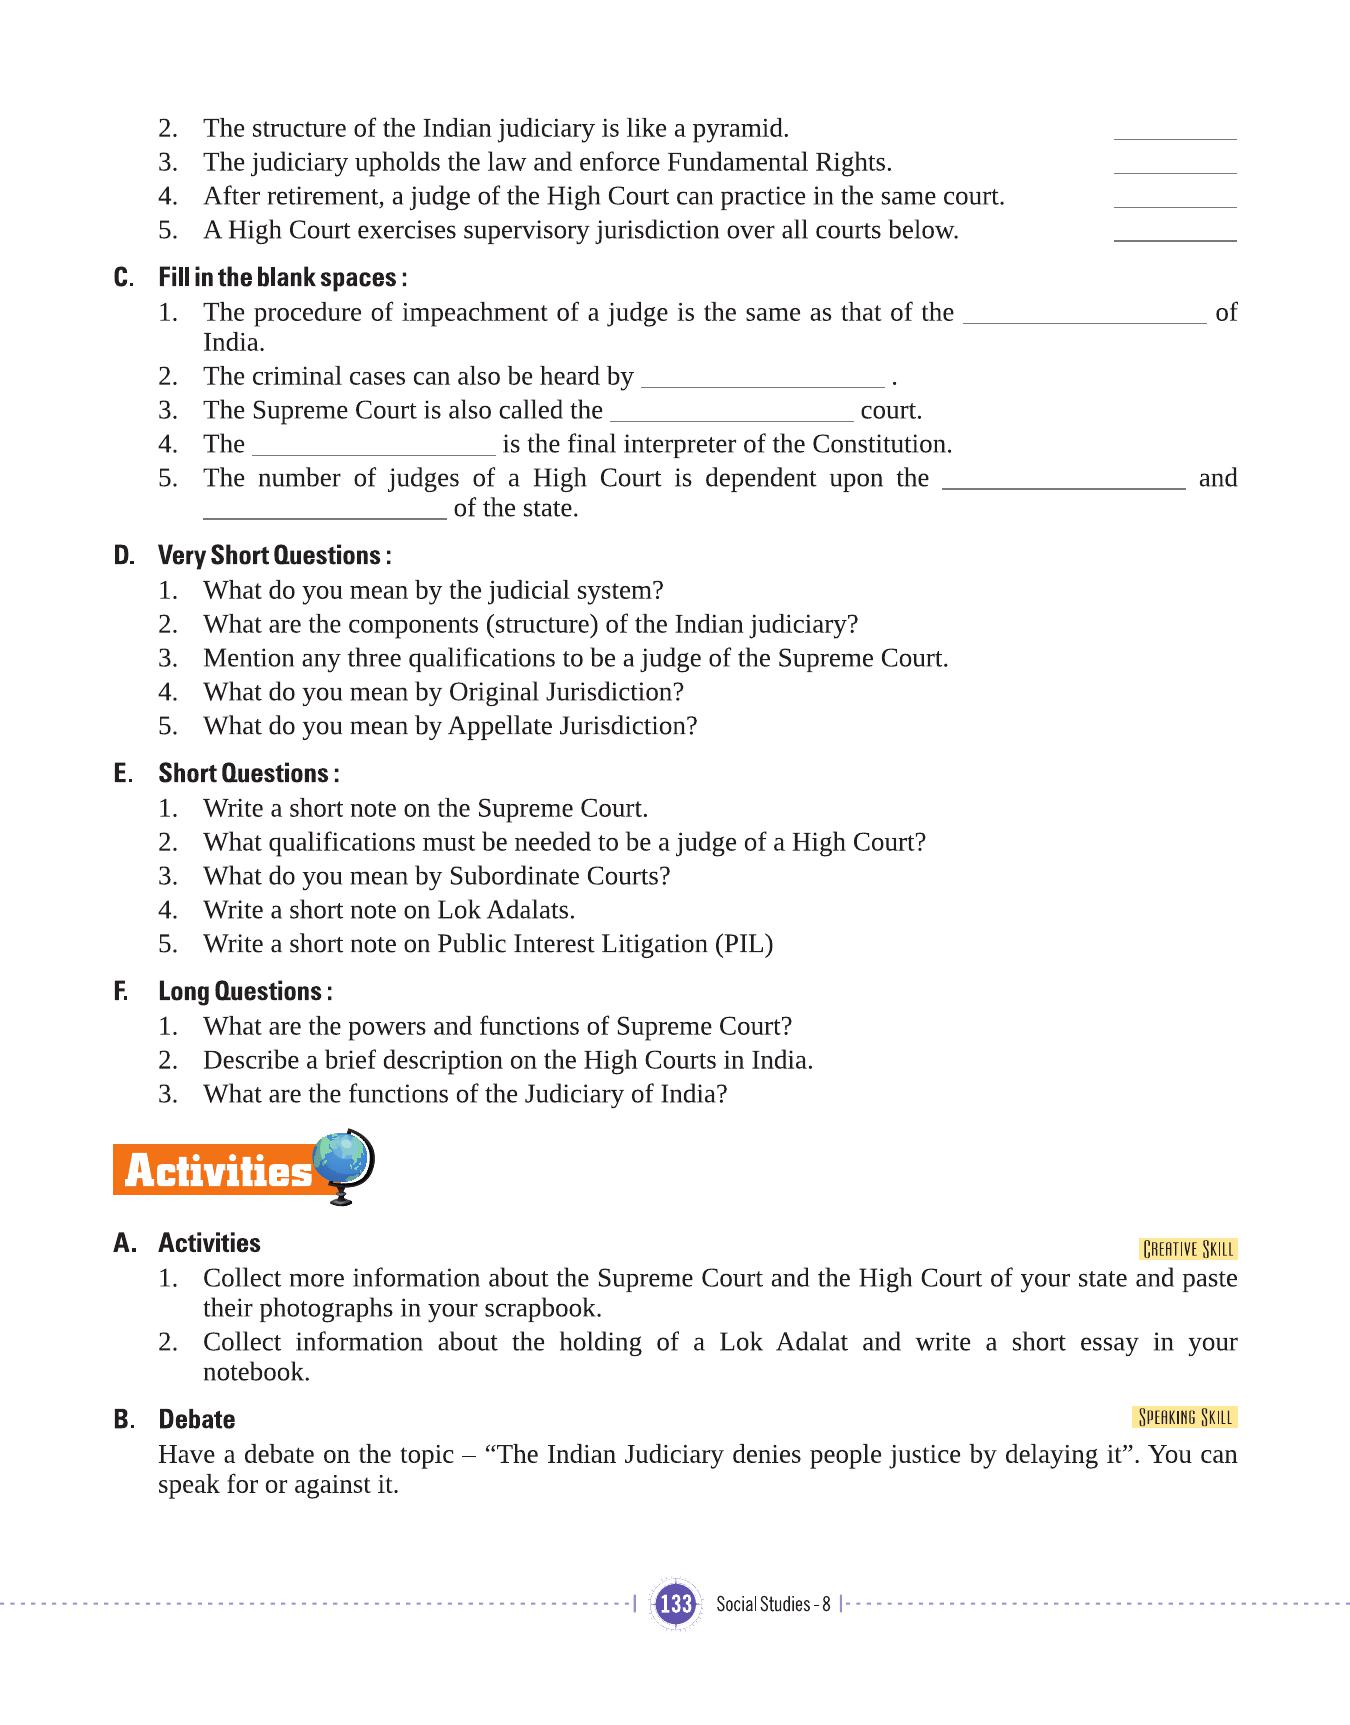 2. The structure of the Indian judiciary is like a pyramid. ________
3. The judiciary upholds the law and enforce Fundamental Rights. ________
4. After retirement, a judge of the High Court can practice in the same court. ________
5. A High Court exercises supervisory jurisdiction over all courts below. ________
C. Fill in the blank spaces :
1. The procedure of impeachment of a judge is the same as that of the ________________ of
India.
2. The criminal cases can also be heard by ________________ .
3. The Supreme Court is also called the ________________ court.
4. The ________________ is the final interpreter of the Constitution.
5. The number of judges of a High Court is dependent upon the ________________ and
________________ of the state.
D. Very Short Questions :
1. What do you mean by the judicial system?
2. What are the components (structure) of the Indian judiciary?
3. Mention any three qualifications to be a judge of the Supreme Court.
4. What do you mean by Original Jurisdiction?
5. What do you mean by Appellate Jurisdiction?
E. Short Questions :
1. Write a short note on the Supreme Court.
2. What qualifications must be needed to be a judge of a High Court?
3. What do you mean by Subordinate Courts?
4. Write a short note on Lok Adalats.
5. Write a short note on Public Interest Litigation (PIL)
F. Long Questions :
1. What are the powers and functions of Supreme Court?
2. Describe a brief description on the High Courts in India.
3. What are the functions of the Judiciary of India?
Activities
A. Activities CREATIVE SKILL
1. Collect more information about the Supreme Court and the High Court of your state and paste
their photographs in your scrapbook.
2. Collect information about the holding of a Lok Adalat and write a short essay in your
notebook.
B. Debate SPEAKING SKILL
Have a debate on the topic – “The Indian Judiciary denies people justice by delaying it”. You can
speak for or against it.
133 Social Studies - 8